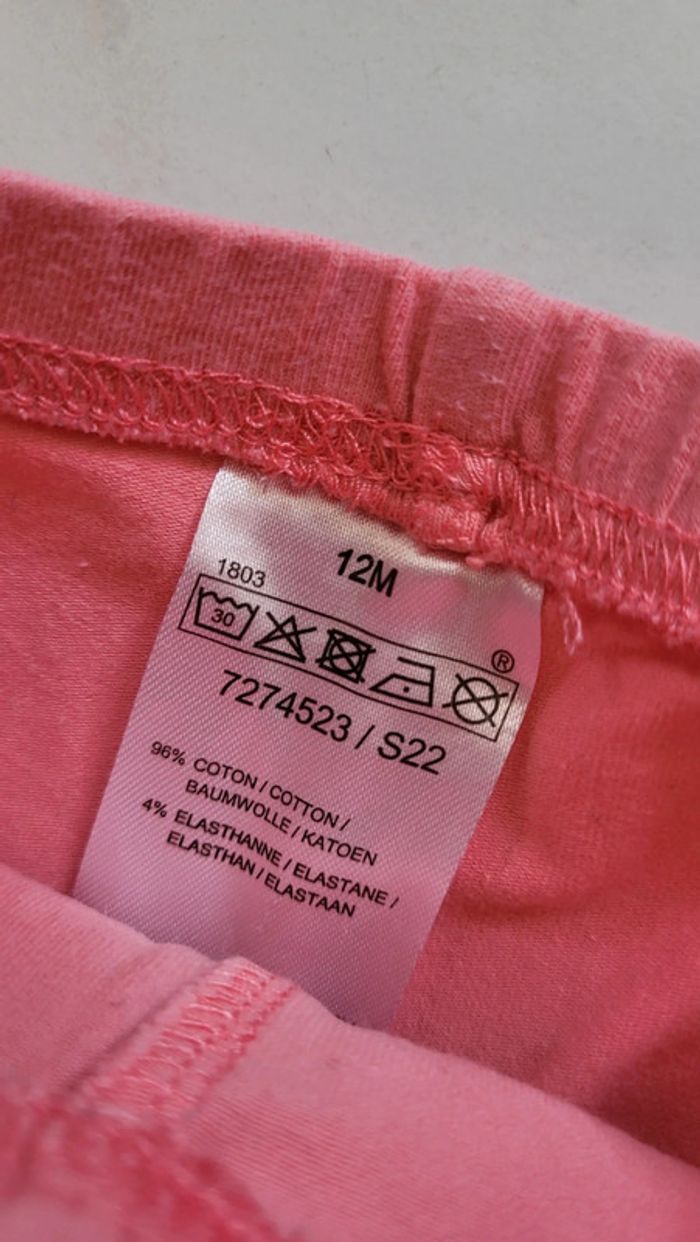 12M
1803
30
®
7274523 / S22
96% COTON / COTTON /
BAUMWOLLE / KATOEN
4% ELASTHANNE / ELASTANE /
ELASTHAN / ELASTAAN